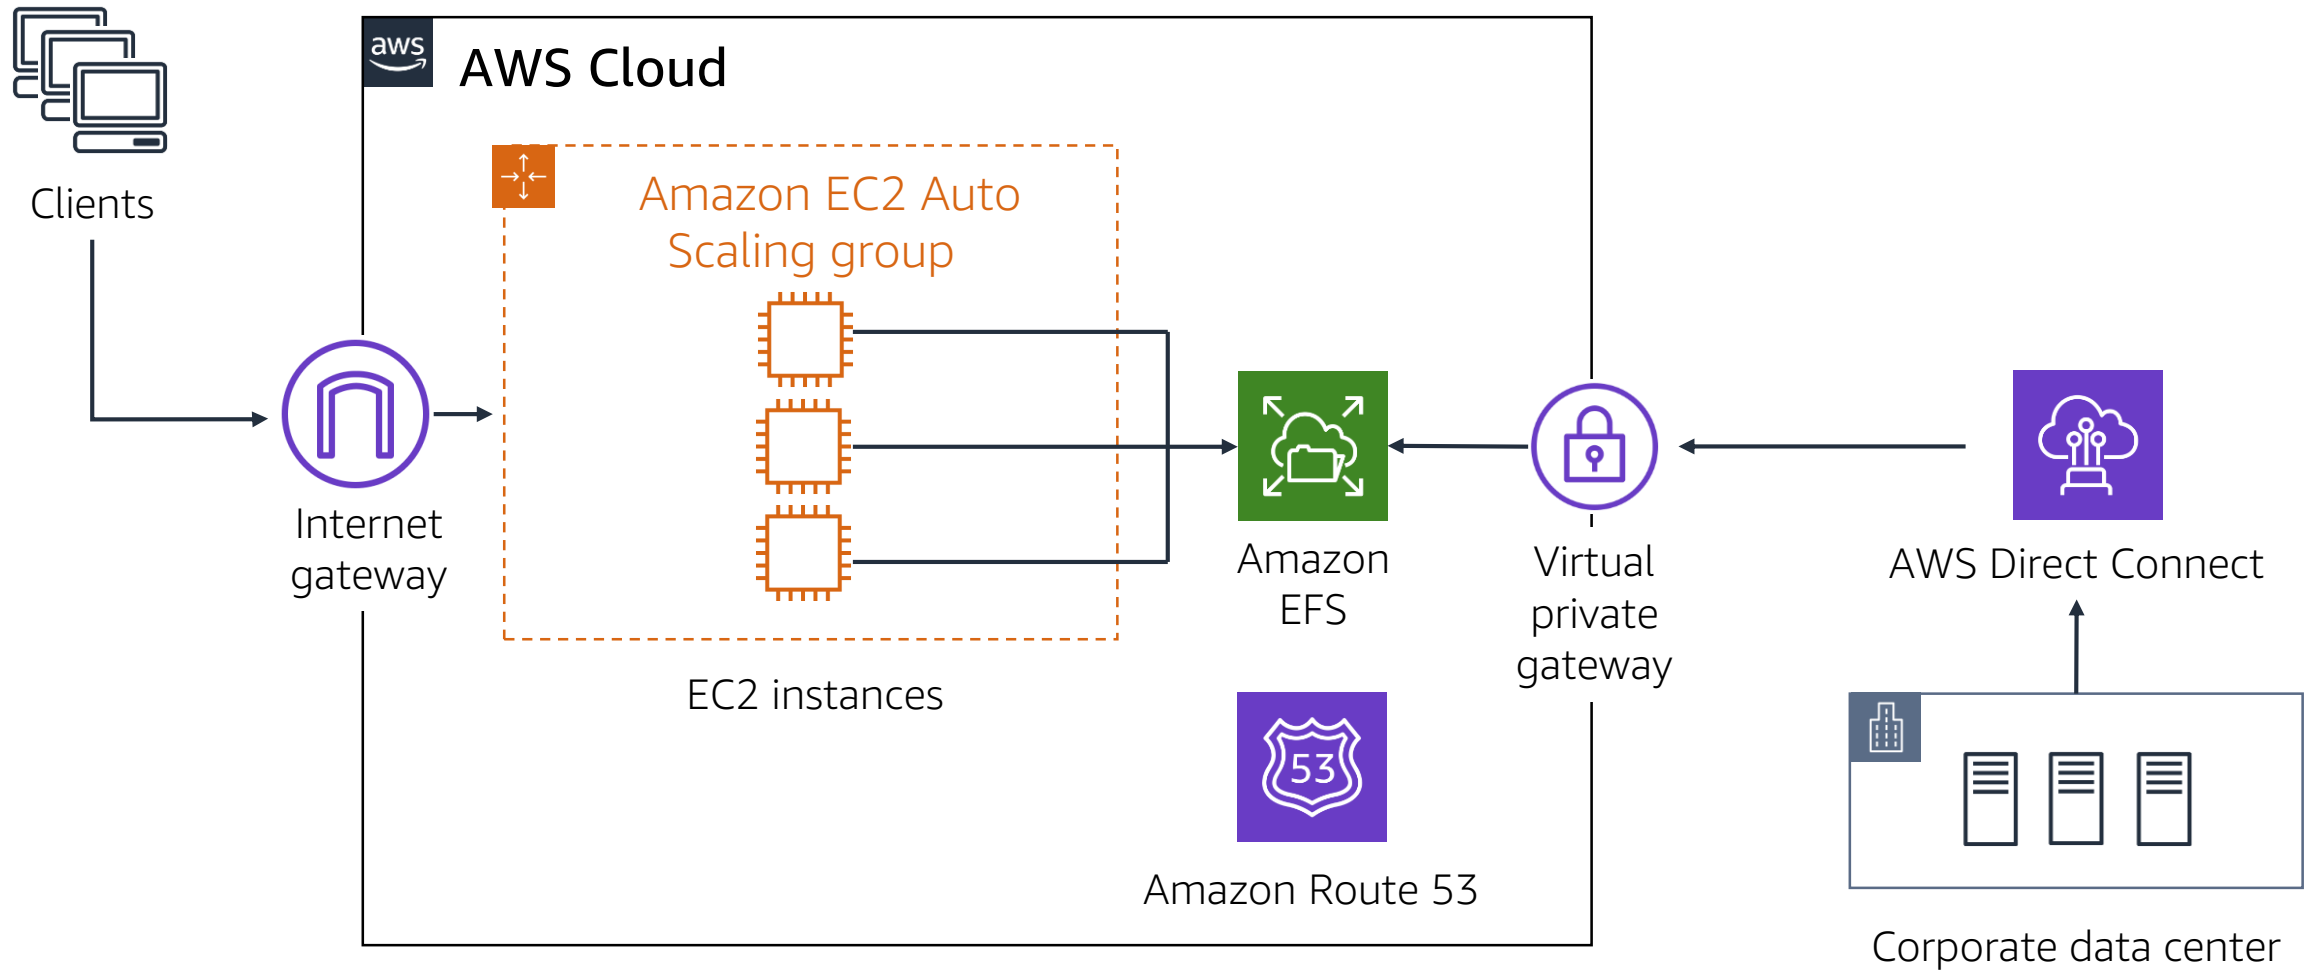 aws
AWS Cloud
Clients
Amazon EC2 Auto
Scaling group
Internet
gateway
EC2 instances
Amazon
EFS
Virtual
private
gateway
AWS Direct Connect
53
Amazon Route 53
Corporate data center